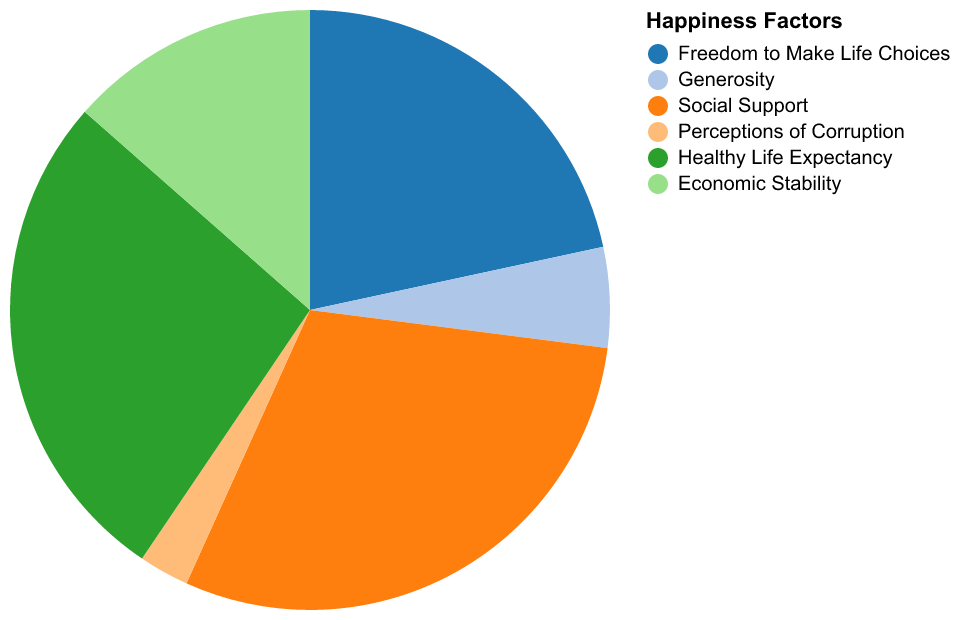 Happiness Factors
Freedom to Make Life Choices
Generosity
Social Support
Perceptions of Corruption
Healthy Life Expectancy
Economic Stability